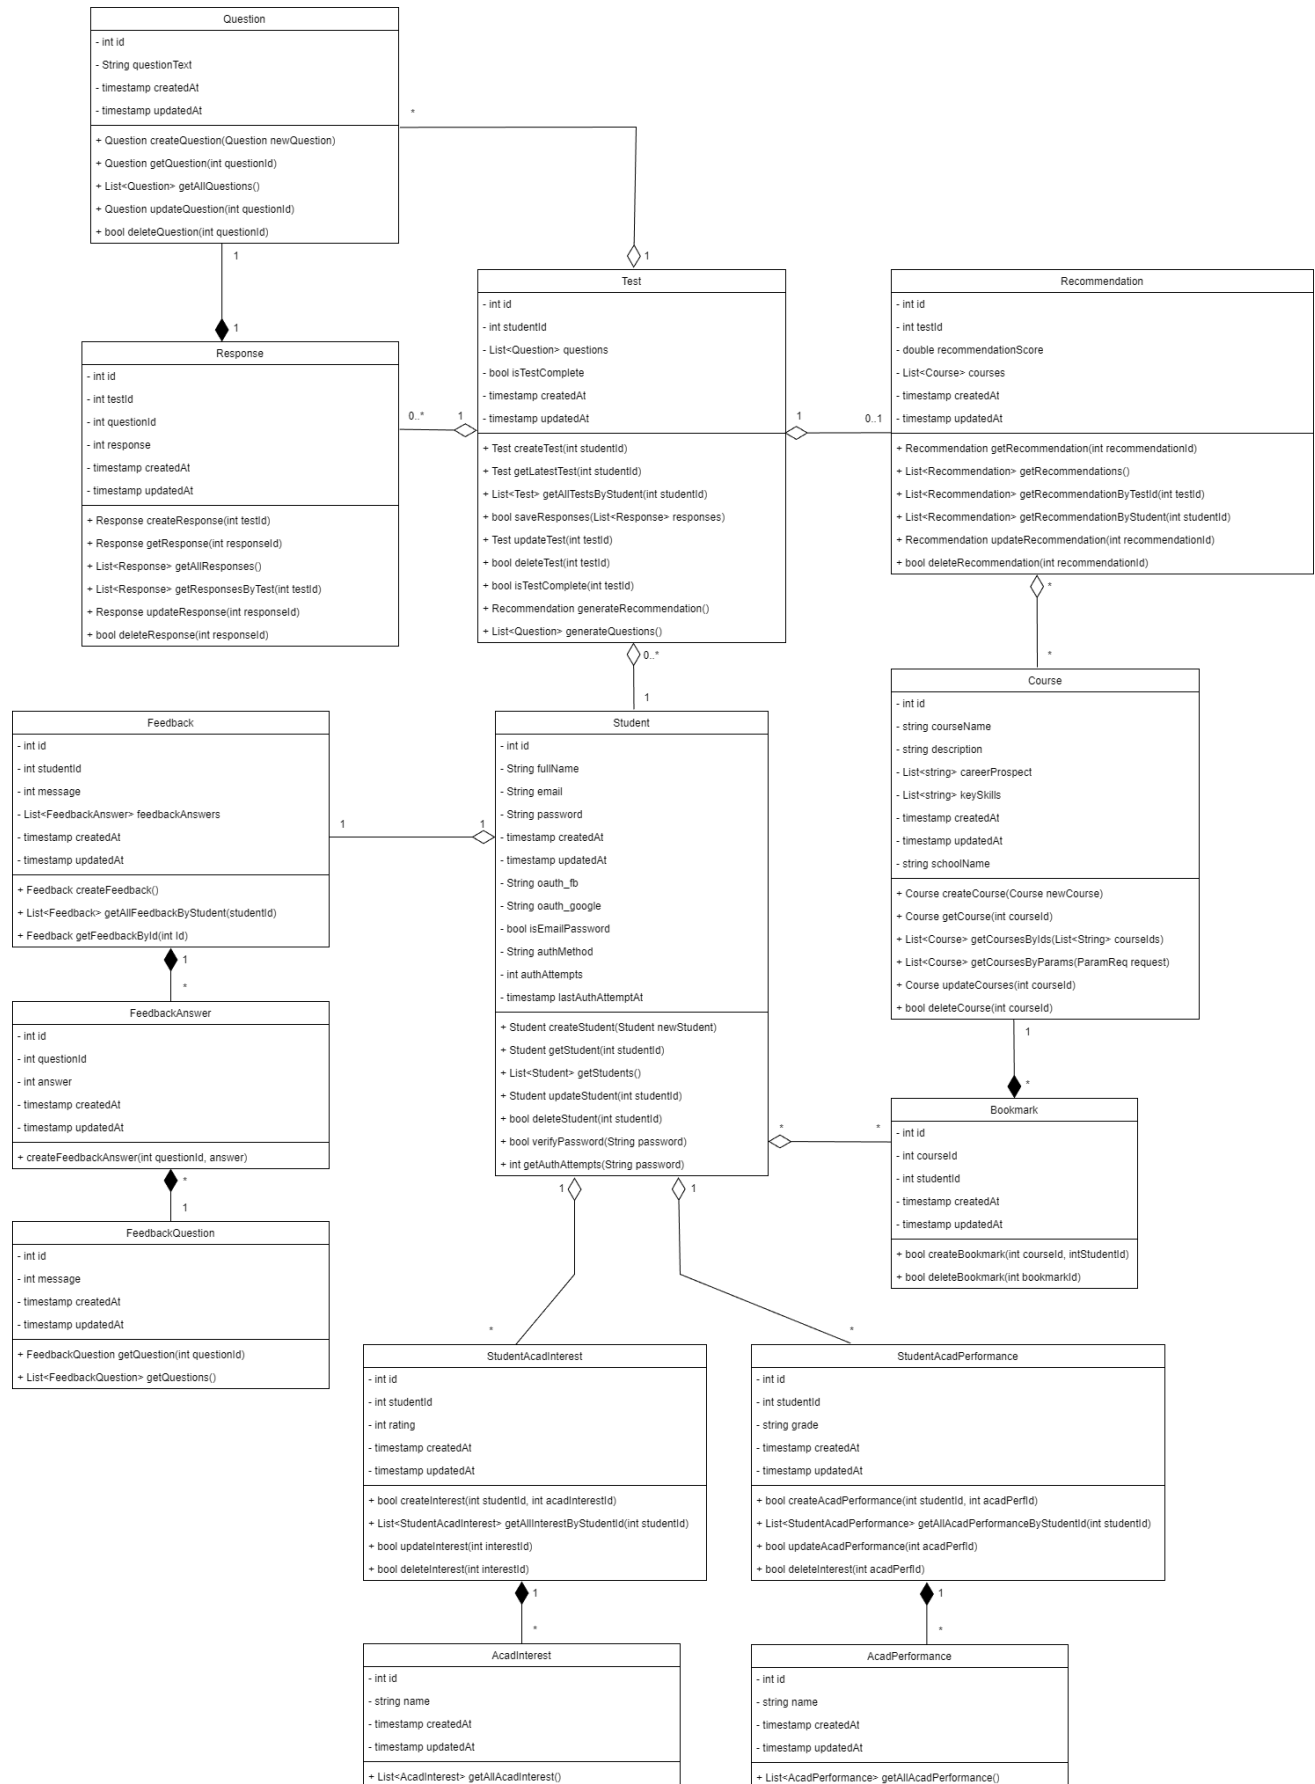 Question
- int id
- String questionText
- timestamp createdAt
- timestamp updatedAt
+ Question createQuestion(Question newQuestion)
+ Question getQuestion(int questionId)
+ List<Question> getAllQuestions()
+ Question updateQuestion(int questionId)
+ bool deleteQuestion(int questionId)
*
1
1
1
Test
- int id
- int studentId
- List<Question> questions
- bool isTestComplete
- timestamp createdAt
- timestamp updatedAt
+ Test createTest(int studentId)
+ Test getLatestTest(int studentId)
+ List<Test> getAllTestsByStudent(int studentId)
+ bool saveResponses(List<Response> responses)
+ Test updateTest(int testId)
+ bool deleteTest(int testId)
+ bool isTestComplete(int testId)
+ Recommendation generateRecommendation()
+ List<Question> generateQuestions()
Recommendation
- int id
- int testId
- double recommendationScore
- List<Course> courses
- timestamp createdAt
- timestamp updatedAt
+ Recommendation getRecommendation(int recommendationId)
+ List<Recommendation> getRecommendations()
+ List<Recommendation> getRecommendationByTestId(int testId)
+ List<Recommendation> getRecommendationByStudent(int studentId)
+ Recommendation updateRecommendation(int recommendationId)
+ bool deleteRecommendation(int recommendationId)
Response
- int id
- int testId
- int questionId
- int response
- timestamp createdAt
- timestamp updatedAt
+ Response createResponse(int testId)
+ Response getResponse(int responseId)
+ List<Response> getAllResponses()
+ List<Response> getResponsesByTest(int testId)
+ Response updateResponse(int responseId)
+ bool deleteResponse(int responseId)
0..*
1
1
0..1
0..*
1
*
*
Course
- int id
- string courseName
- string description
- List<string> careerProspect
- List<string> keySkills
- timestamp createdAt
- timestamp updatedAt
- string schoolName
+ Course createCourse(Course newCourse)
+ Course getCourse(int courseId)
+ List<Course> getCoursesByIds(List<String> courseIds)
+ List<Course> getCoursesByParams(ParamReq request)
+ Course updateCourses(int courseId)
+ bool deleteCourse(int courseId)
Feedback
- int id
- int studentId
- int message
- List<FeedbackAnswer> feedbackAnswers
- timestamp createdAt
- timestamp updatedAt
+ Feedback createFeedback()
+ List<Feedback> getAllFeedbackByStudent(studentId)
+ Feedback getFeedbackById(int Id)
1
1
Student
- int id
- String fullName
- String email
- String password
- timestamp createdAt
- timestamp updatedAt
- String oauth_fb
- String oauth_google
- bool isEmailPassword
- String authMethod
- int authAttempts
- timestamp lastAuthAttemptAt
+ Student createStudent(Student newStudent)
+ Student getStudent(int studentId)
+ List<Student> getStudents()
+ Student updateStudent(int studentId)
+ bool deleteStudent(int studentId)
+ bool verifyPassword(String password)
+ int getAuthAttempts(String password)
1
*
FeedbackAnswer
- int id
- int questionId
- int answer
- timestamp createdAt
- timestamp updatedAt
+ createFeedbackAnswer(int questionId, answer)
*
1
FeedbackQuestion
- int id
- int message
- timestamp createdAt
- timestamp updatedAt
+ FeedbackQuestion getQuestion(int questionId)
+ List<FeedbackQuestion> getQuestions()
1
*
*
*
Bookmark
- int id
- int courseId
- int studentId
- timestamp createdAt
- timestamp updatedAt
+ bool createBookmark(int courseId, intStudentId)
+ bool deleteBookmark(int bookmarkId)
1
1
*
*
StudentAcadInterest
- int id
- int studentId
- int rating
- timestamp createdAt
- timestamp updatedAt
+ bool createInterest(int studentId, int acadInterestId)
+ List<StudentAcadInterest> getAllInterestByStudentId(int studentId)
+ bool updateInterest(int interestId)
+ bool deleteInterest(int interestId)
StudentAcadPerformance
- int id
- int studentId
- string grade
- timestamp createdAt
- timestamp updatedAt
+ bool createAcadPerformance(int studentId, int acadPerfId)
+ List<StudentAcadPerformance> getAllAcadPerformanceByStudentId(int studentId)
+ bool updateAcadPerformance(int acadPerfId)
+ bool deleteInterest(int acadPerfId)
1
*
1
*
AcadInterest
- int id
- string name
- timestamp createdAt
- timestamp updatedAt
+ List<AcadInterest> getAllAcadInterest()
AcadPerformance
- int id
- string name
- timestamp createdAt
- timestamp updatedAt
+ List<AcadPerformance> getAllAcadPerformance()